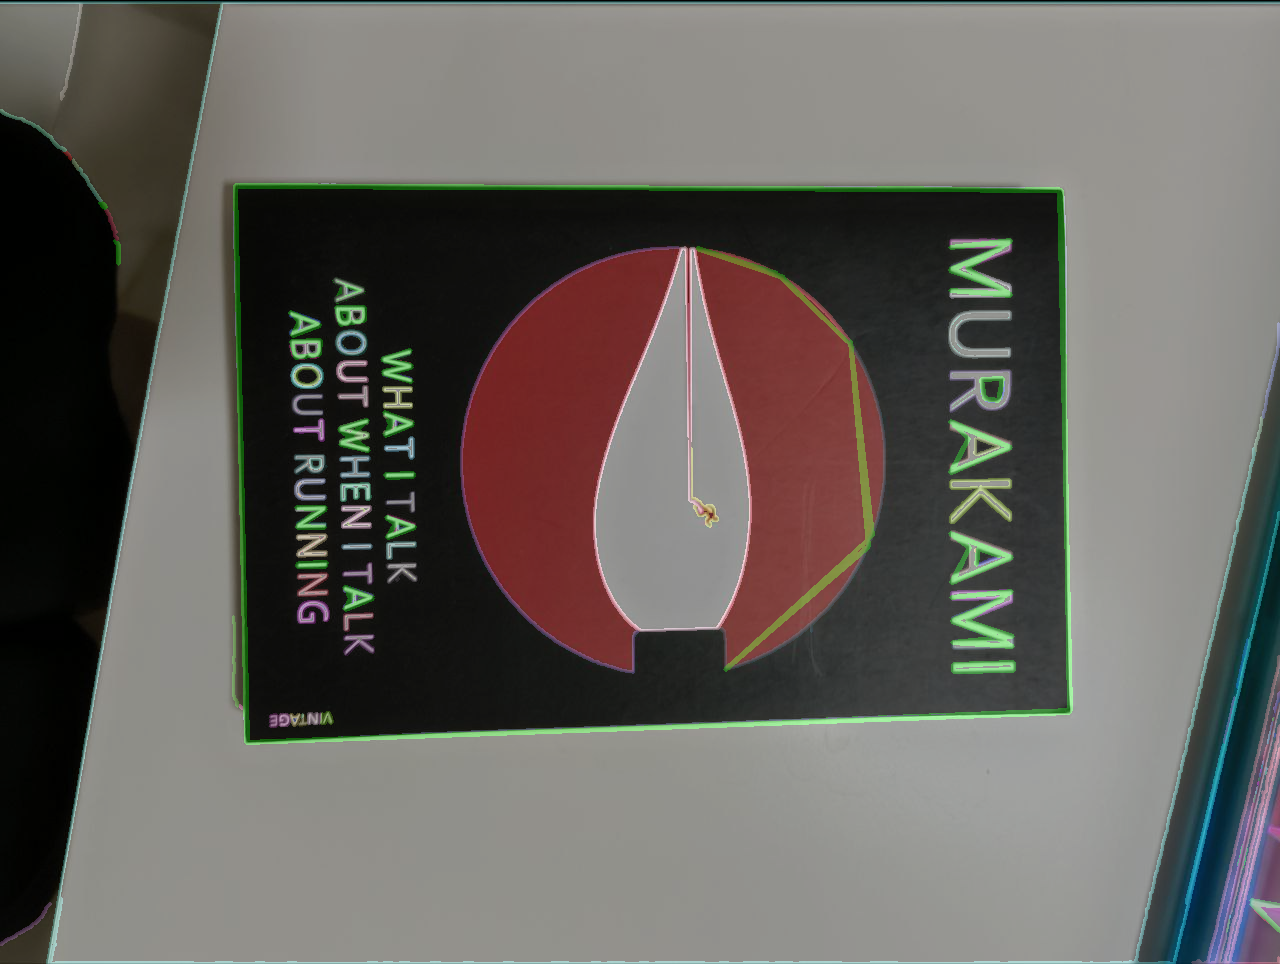 MURAKAMI
WHAT I TALK
ABOUT WHEN I TALK
ABOUT RUNNING
VINTAGE